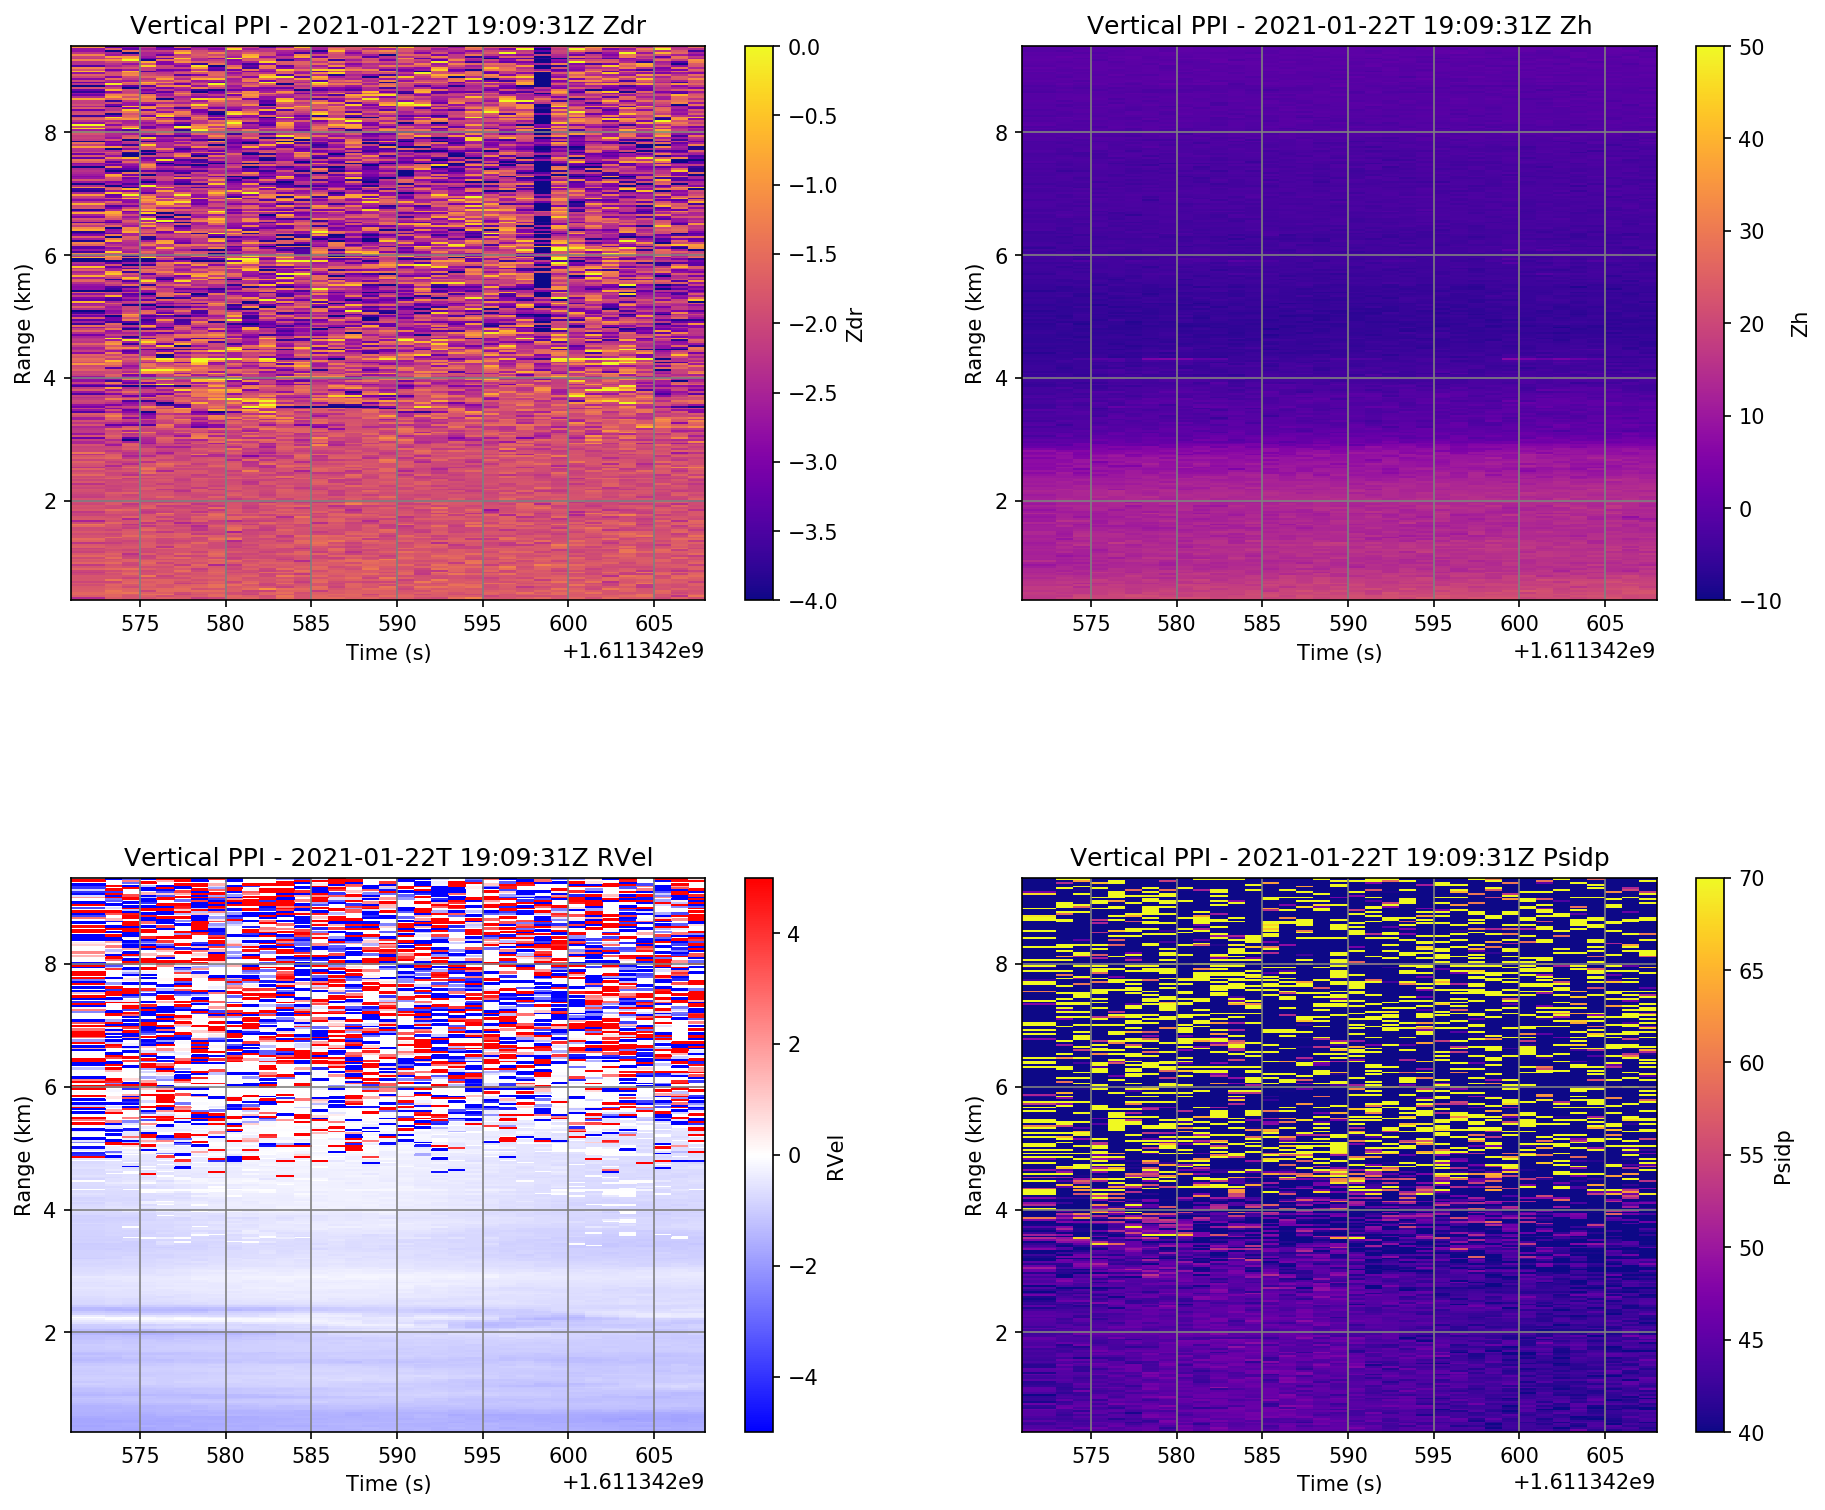 Vertical PPI - 2021-01-22T 19:09:31Z Zdr
8
6
4
2
Range (km)
575 580 585 590 595 600 605
Time (s)
+1.611342e9
0.0
−0.5
−1.0
−1.5
−2.0
−2.5
−3.0
−3.5
−4.0
Zdr
Vertical PPI - 2021-01-22T 19:09:31Z Zh
8
6
4
2
Range (km)
575 580 585 590 595 600 605
Time (s)
+1.611342e9
50
40
30
20
10
0
−10
Zh
Vertical PPI - 2021-01-22T 19:09:31Z RVel
8
6
4
2
Range (km)
575 580 585 590 595 600 605
Time (s)
+1.611342e9
4
2
0
−2
−4
RVel
Vertical PPI - 2021-01-22T 19:09:31Z Psidp
8
6
4
2
Range (km)
575 580 585 590 595 600 605
Time (s)
+1.611342e9
70
65
60
55
50
45
40
Psidp